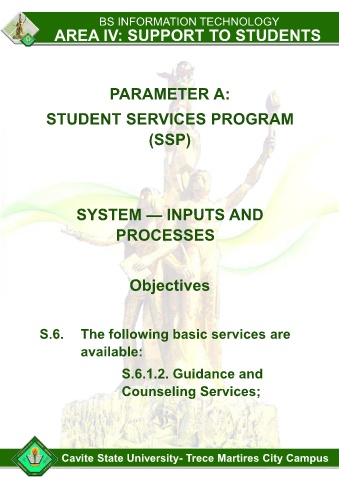 BS INFORMATION TECHNOLOGY
AREA IV: SUPPORT TO STUDENTS
PARAMETER A:
STUDENT SERVICES PROGRAM
(SSP)
SYSTEM — INPUTS AND
PROCESSES
Objectives
S.6. The following basic services are
available:
S.6.1.2. Guidance and
Counseling Services;
Cavite State University- Trece Martires City Campus